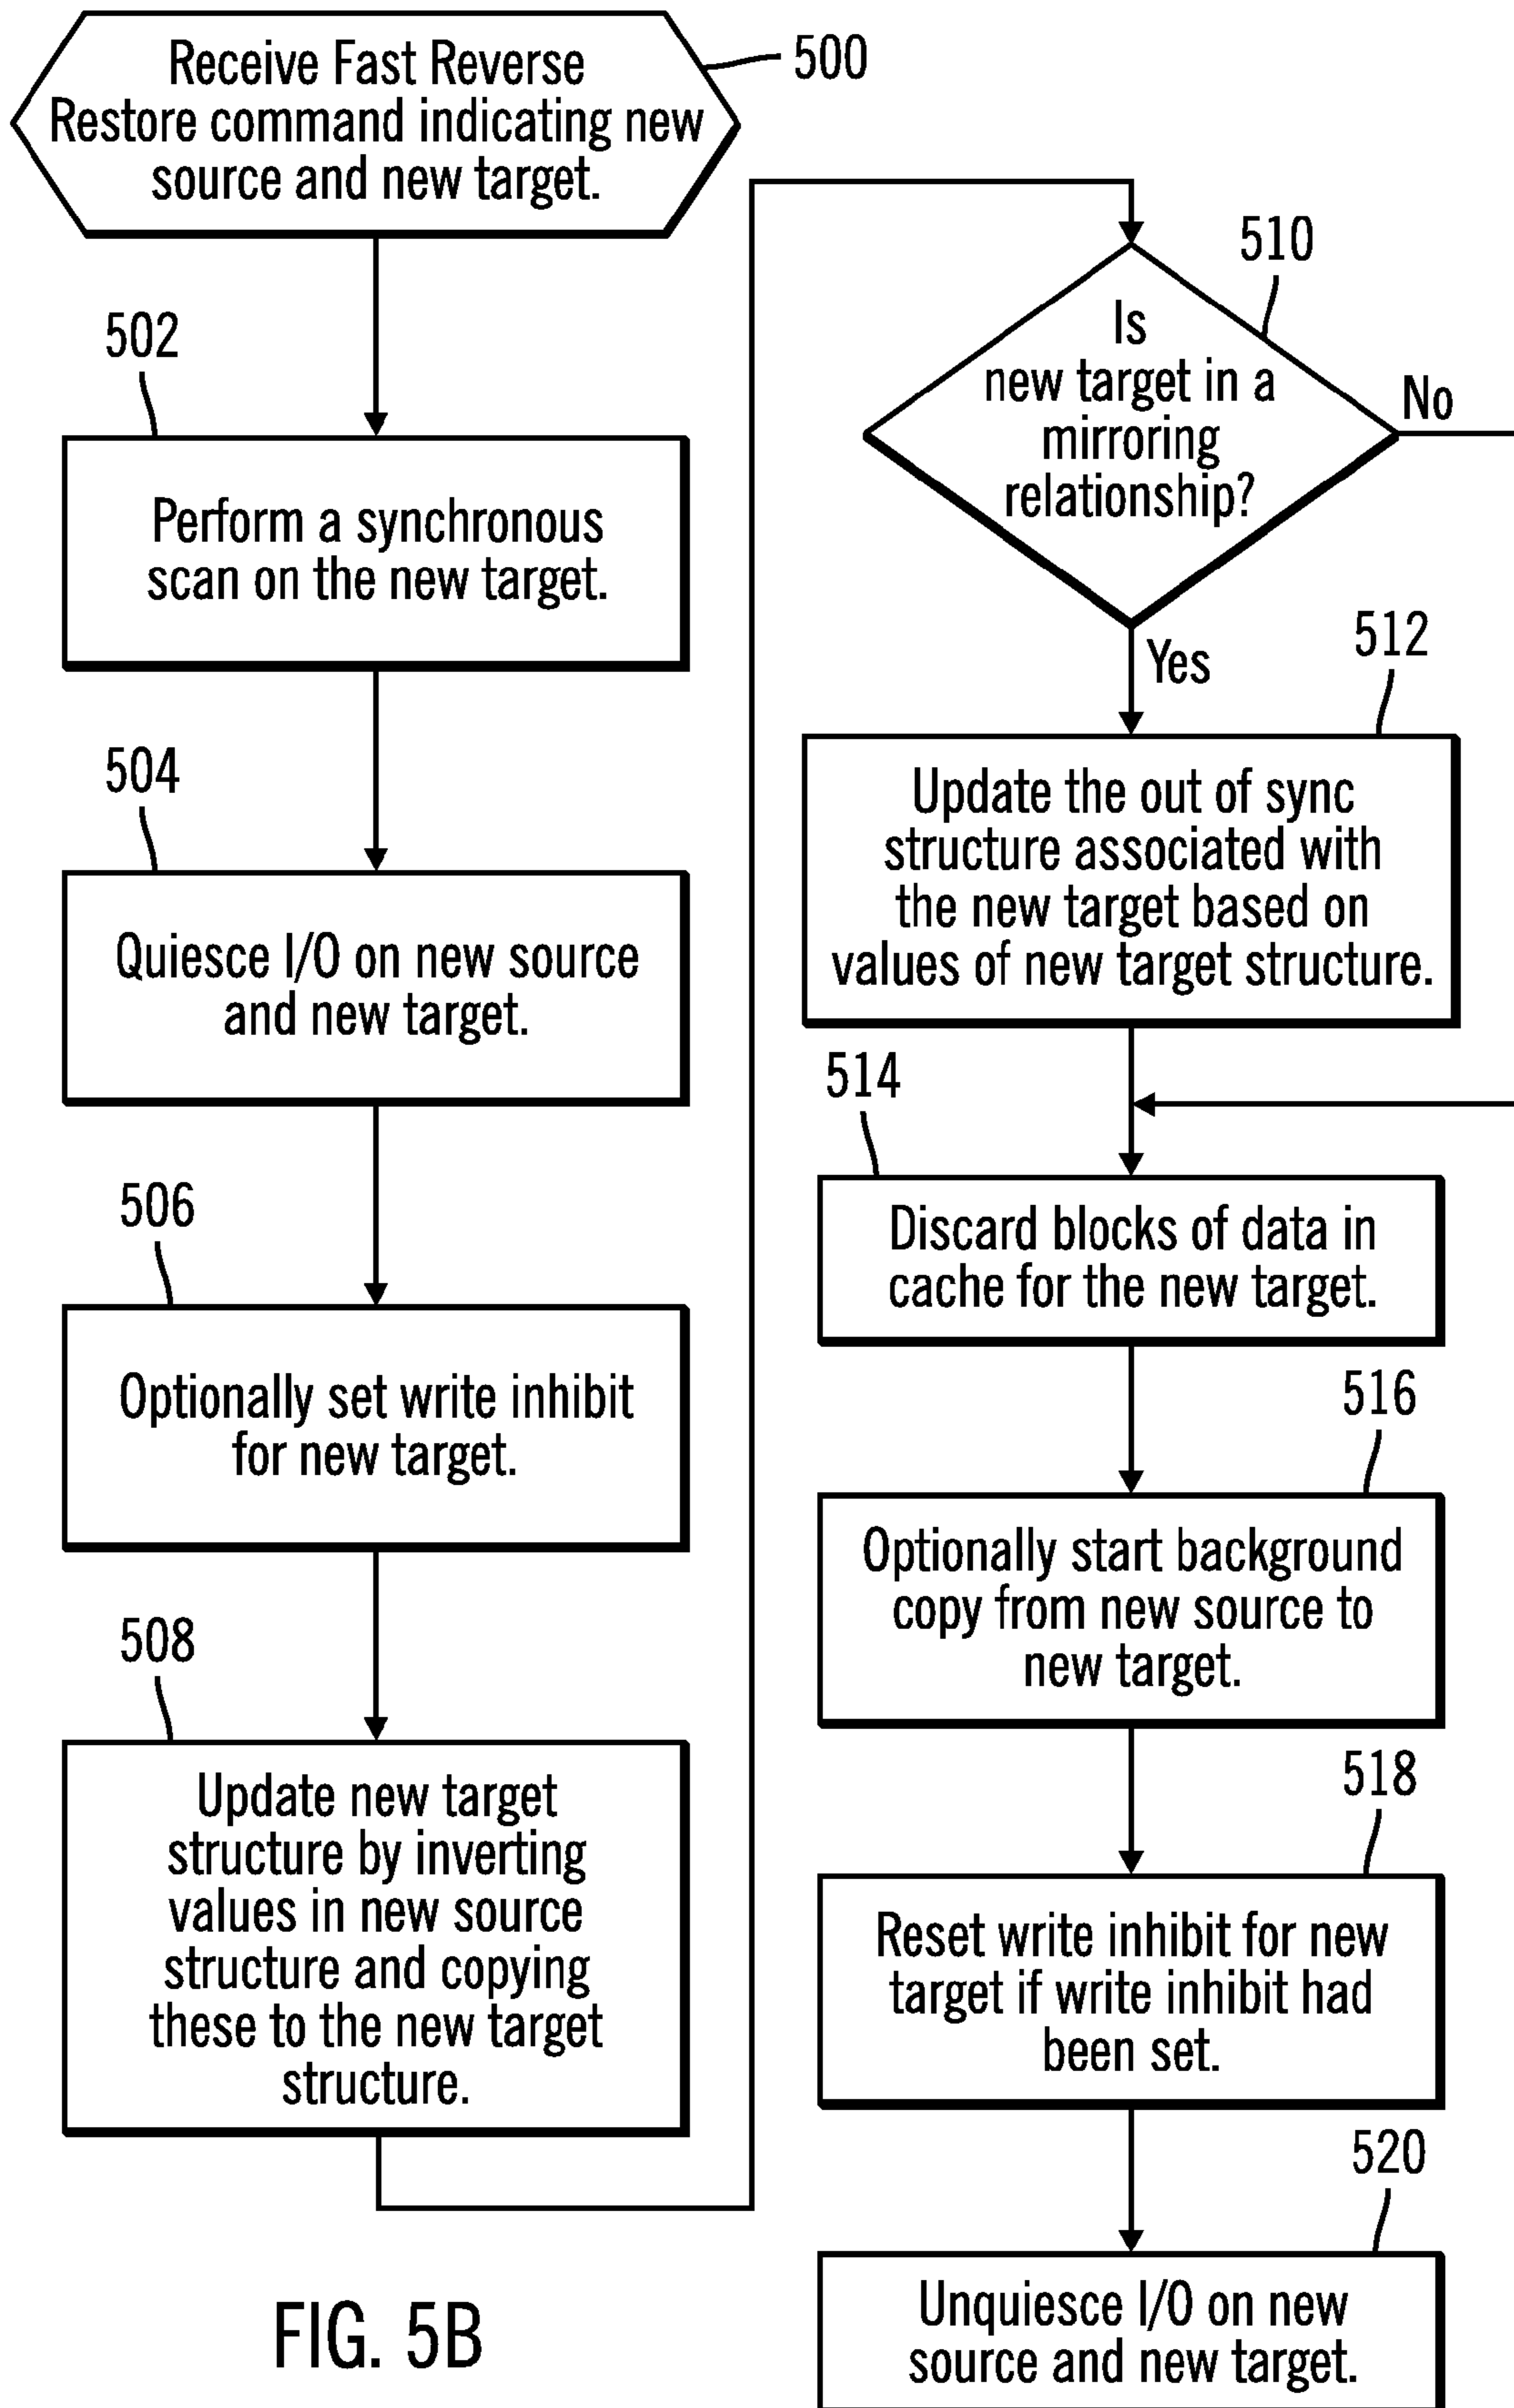 Receive Fast Reverse
Restore command indicating new
source and new target.
500
502
Perform a synchronous
scan on the new target.
504
Quiesce I/O on new source
and new target.
506
Optionally set write inhibit
for new target.
508
Update new target
structure by inverting
values in new source
structure and copying
these to the new target
structure.
510
Is
new target in a
mirroring
relationship?
No
Yes
512
Update the out of sync
structure associated with
the new target based on
values of new target structure.
514
Discard blocks of data in
cache for the new target.
516
Optionally start background
copy from new source to
new target.
518
Reset write inhibit for new
target if write inhibit had
been set.
520
Unquiesce I/O on new
source and new target.
FIG. 5B